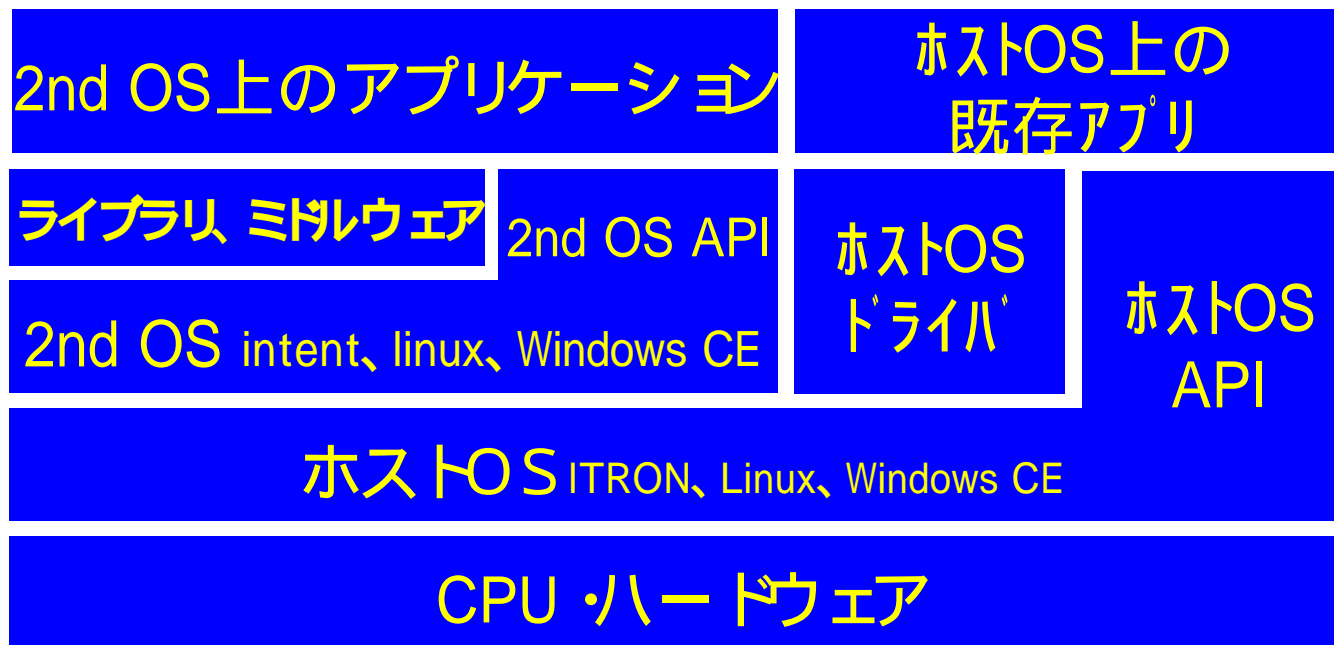 2nd OS上のアプリケーション
ホストOS上の
既存アプリ
ライブラリ、ミドルウェア
2nd OS API
ホストOS
ドライバ
ホストOS
API
2nd OS intent、linux、Windows CE
ホストOS ITRON、Linux、Windows CE
CPU・ハードウェア